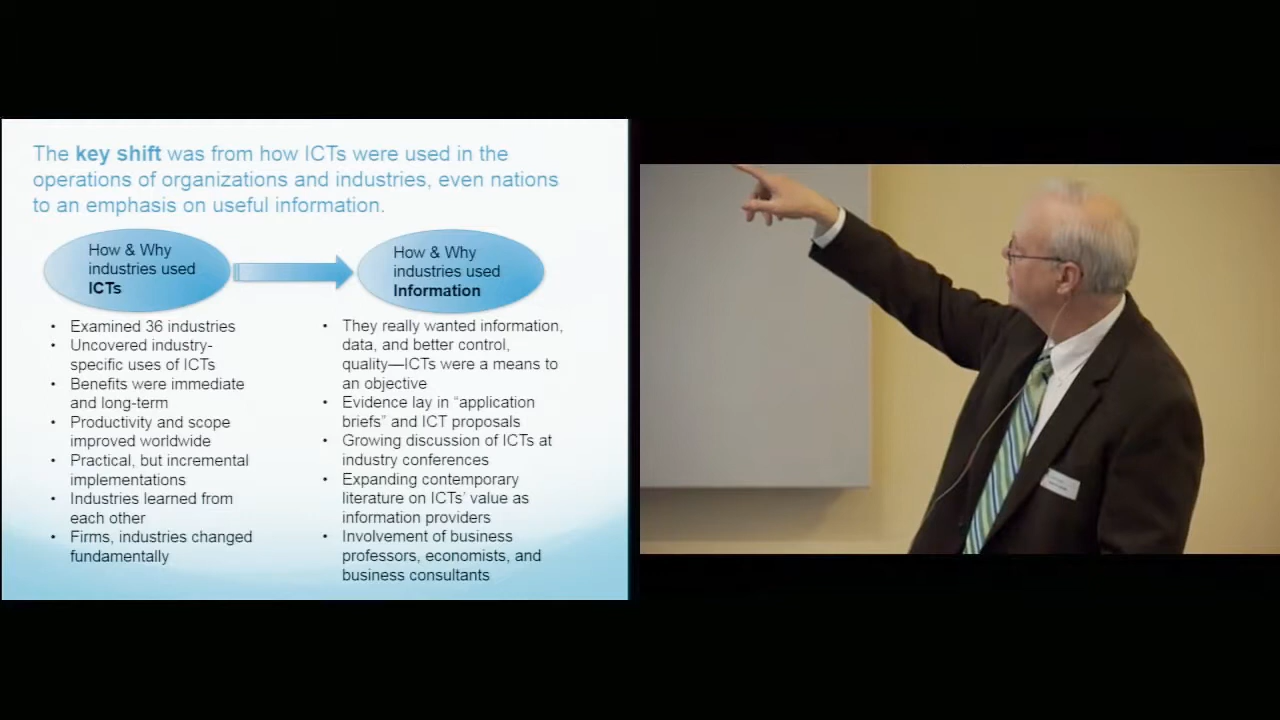 The key shift was from how ICTs were used in the
operations of organizations and industries, even nations
to an emphasis on useful information.
How & Why
industries used
ICTs
How & Why
industries used
Information
• Examined 36 industries
• Uncovered industry-
specific uses of ICTs
• Benefits were immediate
and long-term
• Productivity and scope
improved worldwide
• Practical, but incremental
implementations
• Industries learned from
each other
• Firms, industries changed
fundamentally
• They really wanted information,
data, and better control,
quality—ICTs were a means to
an objective
• Evidence lay in “application
briefs” and ICT proposals
• Growing discussion of ICTs at
industry conferences
• Expanding contemporary
literature on ICTs’ value as
information providers
• Involvement of business
professors, economists, and
business consultants